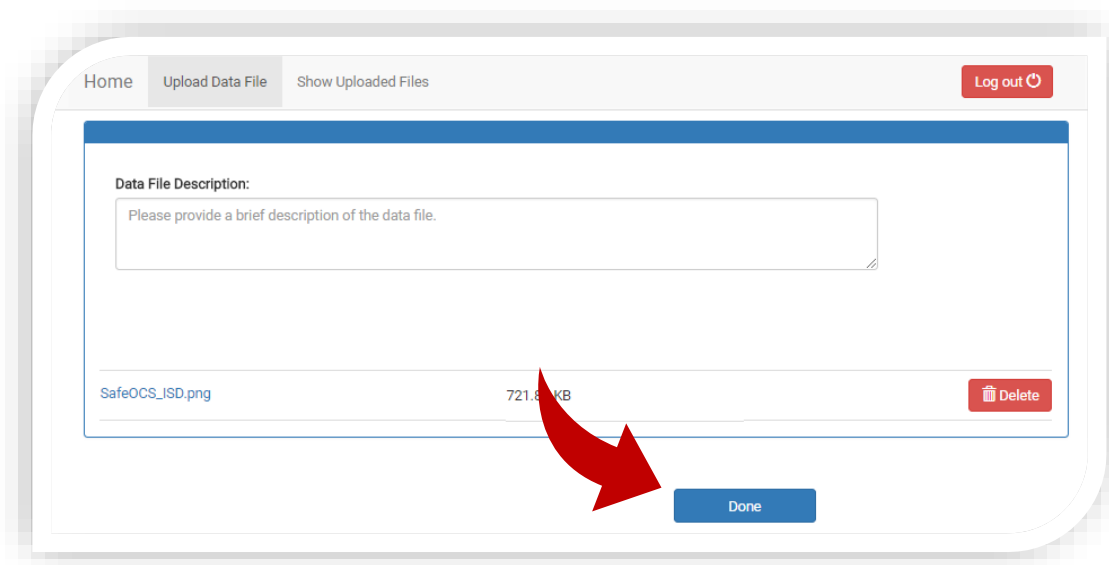 Home Upload Data File Show Uploaded Files Log out
Data File Description:
Please provide a brief description of the data file.
SafeOCS_ISD.png KB Delete
Done